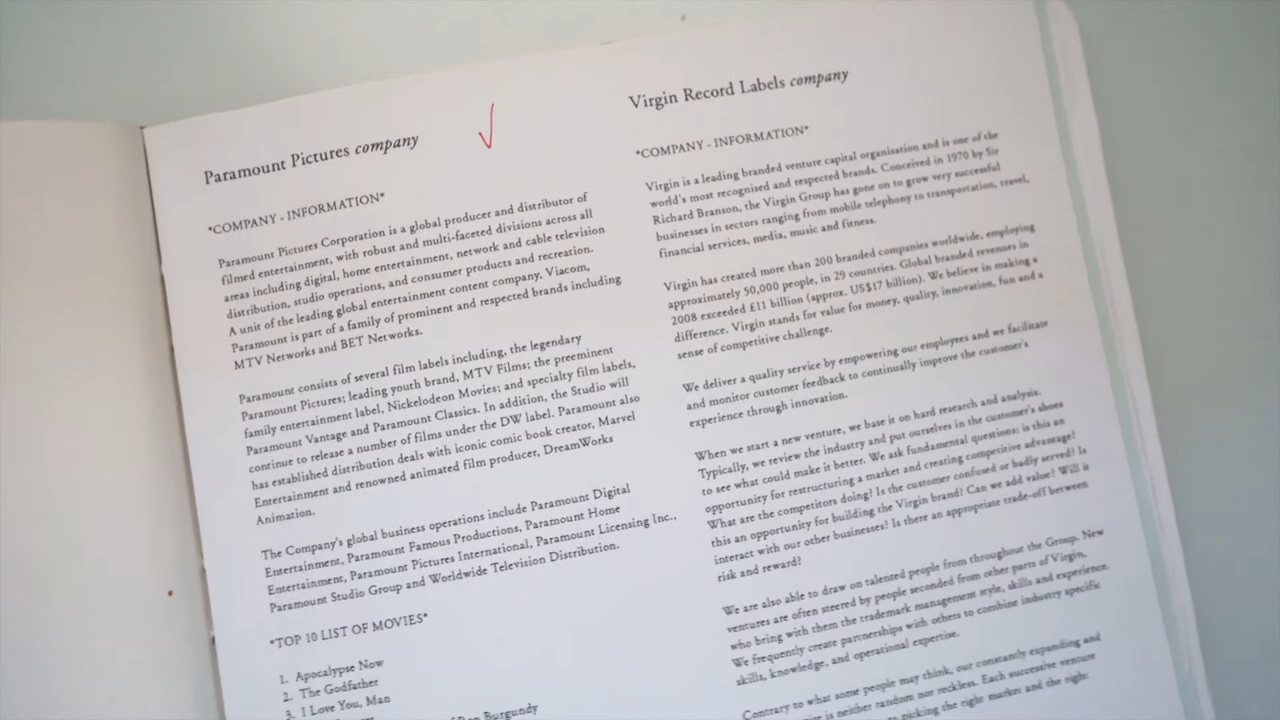 Paramount Pictures company
*COMPANY - INFORMATION*
Paramount Pictures Corporation is a global producer and distributor of
filmed entertainment, with robust and multi-faceted divisions across all
areas including digital, home entertainment, network and cable television
distribution, studio operations, and consumer products and recreation.
A unit of the leading global entertainment content company, Viacom,
Paramount is part of a family of prominent and respected brands including
MTV Networks and BET Networks.
Paramount consists of several film labels including, the legendary
Paramount Pictures; leading youth brand, MTV Films; the preeminent
family entertainment label, Nickelodeon Movies; and specialty film labels,
Paramount Vantage and Paramount Classics. In addition, the Studio will
continue to release a number of films under the DW label. Paramount also
has established distribution deals with iconic comic book creator, Marvel
Entertainment and renowned animated film producer, DreamWorks
Animation.
The Company's global business operations include Paramount Digital
Entertainment, Paramount Famous Productions, Paramount Home
Entertainment, Paramount Pictures International, Paramount Licensing Inc.,
Paramount Studio Group and Worldwide Television Distribution.
*TOP 10 LIST OF MOVIES*
1. Apocalypse Now
2. The Godfather
3. I Love You, Man
Burgundy
Virgin Record Labels company
*COMPANY - INFORMATION*
Virgin is a leading branded venture capital organisation and is one of the
world's most recognised and respected brands. Conceived in 1970 by Sir
Richard Branson, the Virgin Group has gone on to grow very successful
businesses in sectors ranging from mobile telephony to transportation, travel,
financial services, media, music and fitness.
Virgin has created more than 200 branded companies worldwide, employing
approximately 50,000 people, in 29 countries. Global branded revenues in
2008 exceeded £11 billion (approx. US$17 billion). We believe in making a
difference. Virgin stands for value for money, quality, innovation, fun and a
sense of competitive challenge.
We deliver a quality service by empowering our employees and we facilitate
and monitor customer feedback to continually improve the customer's
experience through innovation.
When we start a new venture, we base it on hard research and analysis.
Typically, we review the industry and put ourselves in the customer's shoes
to see what could make it better. We ask fundamental questions: is this an
opportunity for restructuring a market and creating competitive advantage?
What are the competitors doing? Is the customer confused or badly served? Is
this an opportunity for building the Virgin brand? Can we add value? Will it
interact with our other businesses? Is there an appropriate trade-off between
risk and reward?
We are also able to draw on talented people from throughout the Group. New
ventures are often steered by people seconded from other parts of Virgin,
who bring with them the trademark management style, skills and experience.
We frequently create partnerships with others to combine industry specific
skills, knowledge, and operational expertise.
Contrary to what some people may think, our constantly expanding and
is neither random nor reckless. Each successive venture
picking the right market and the right